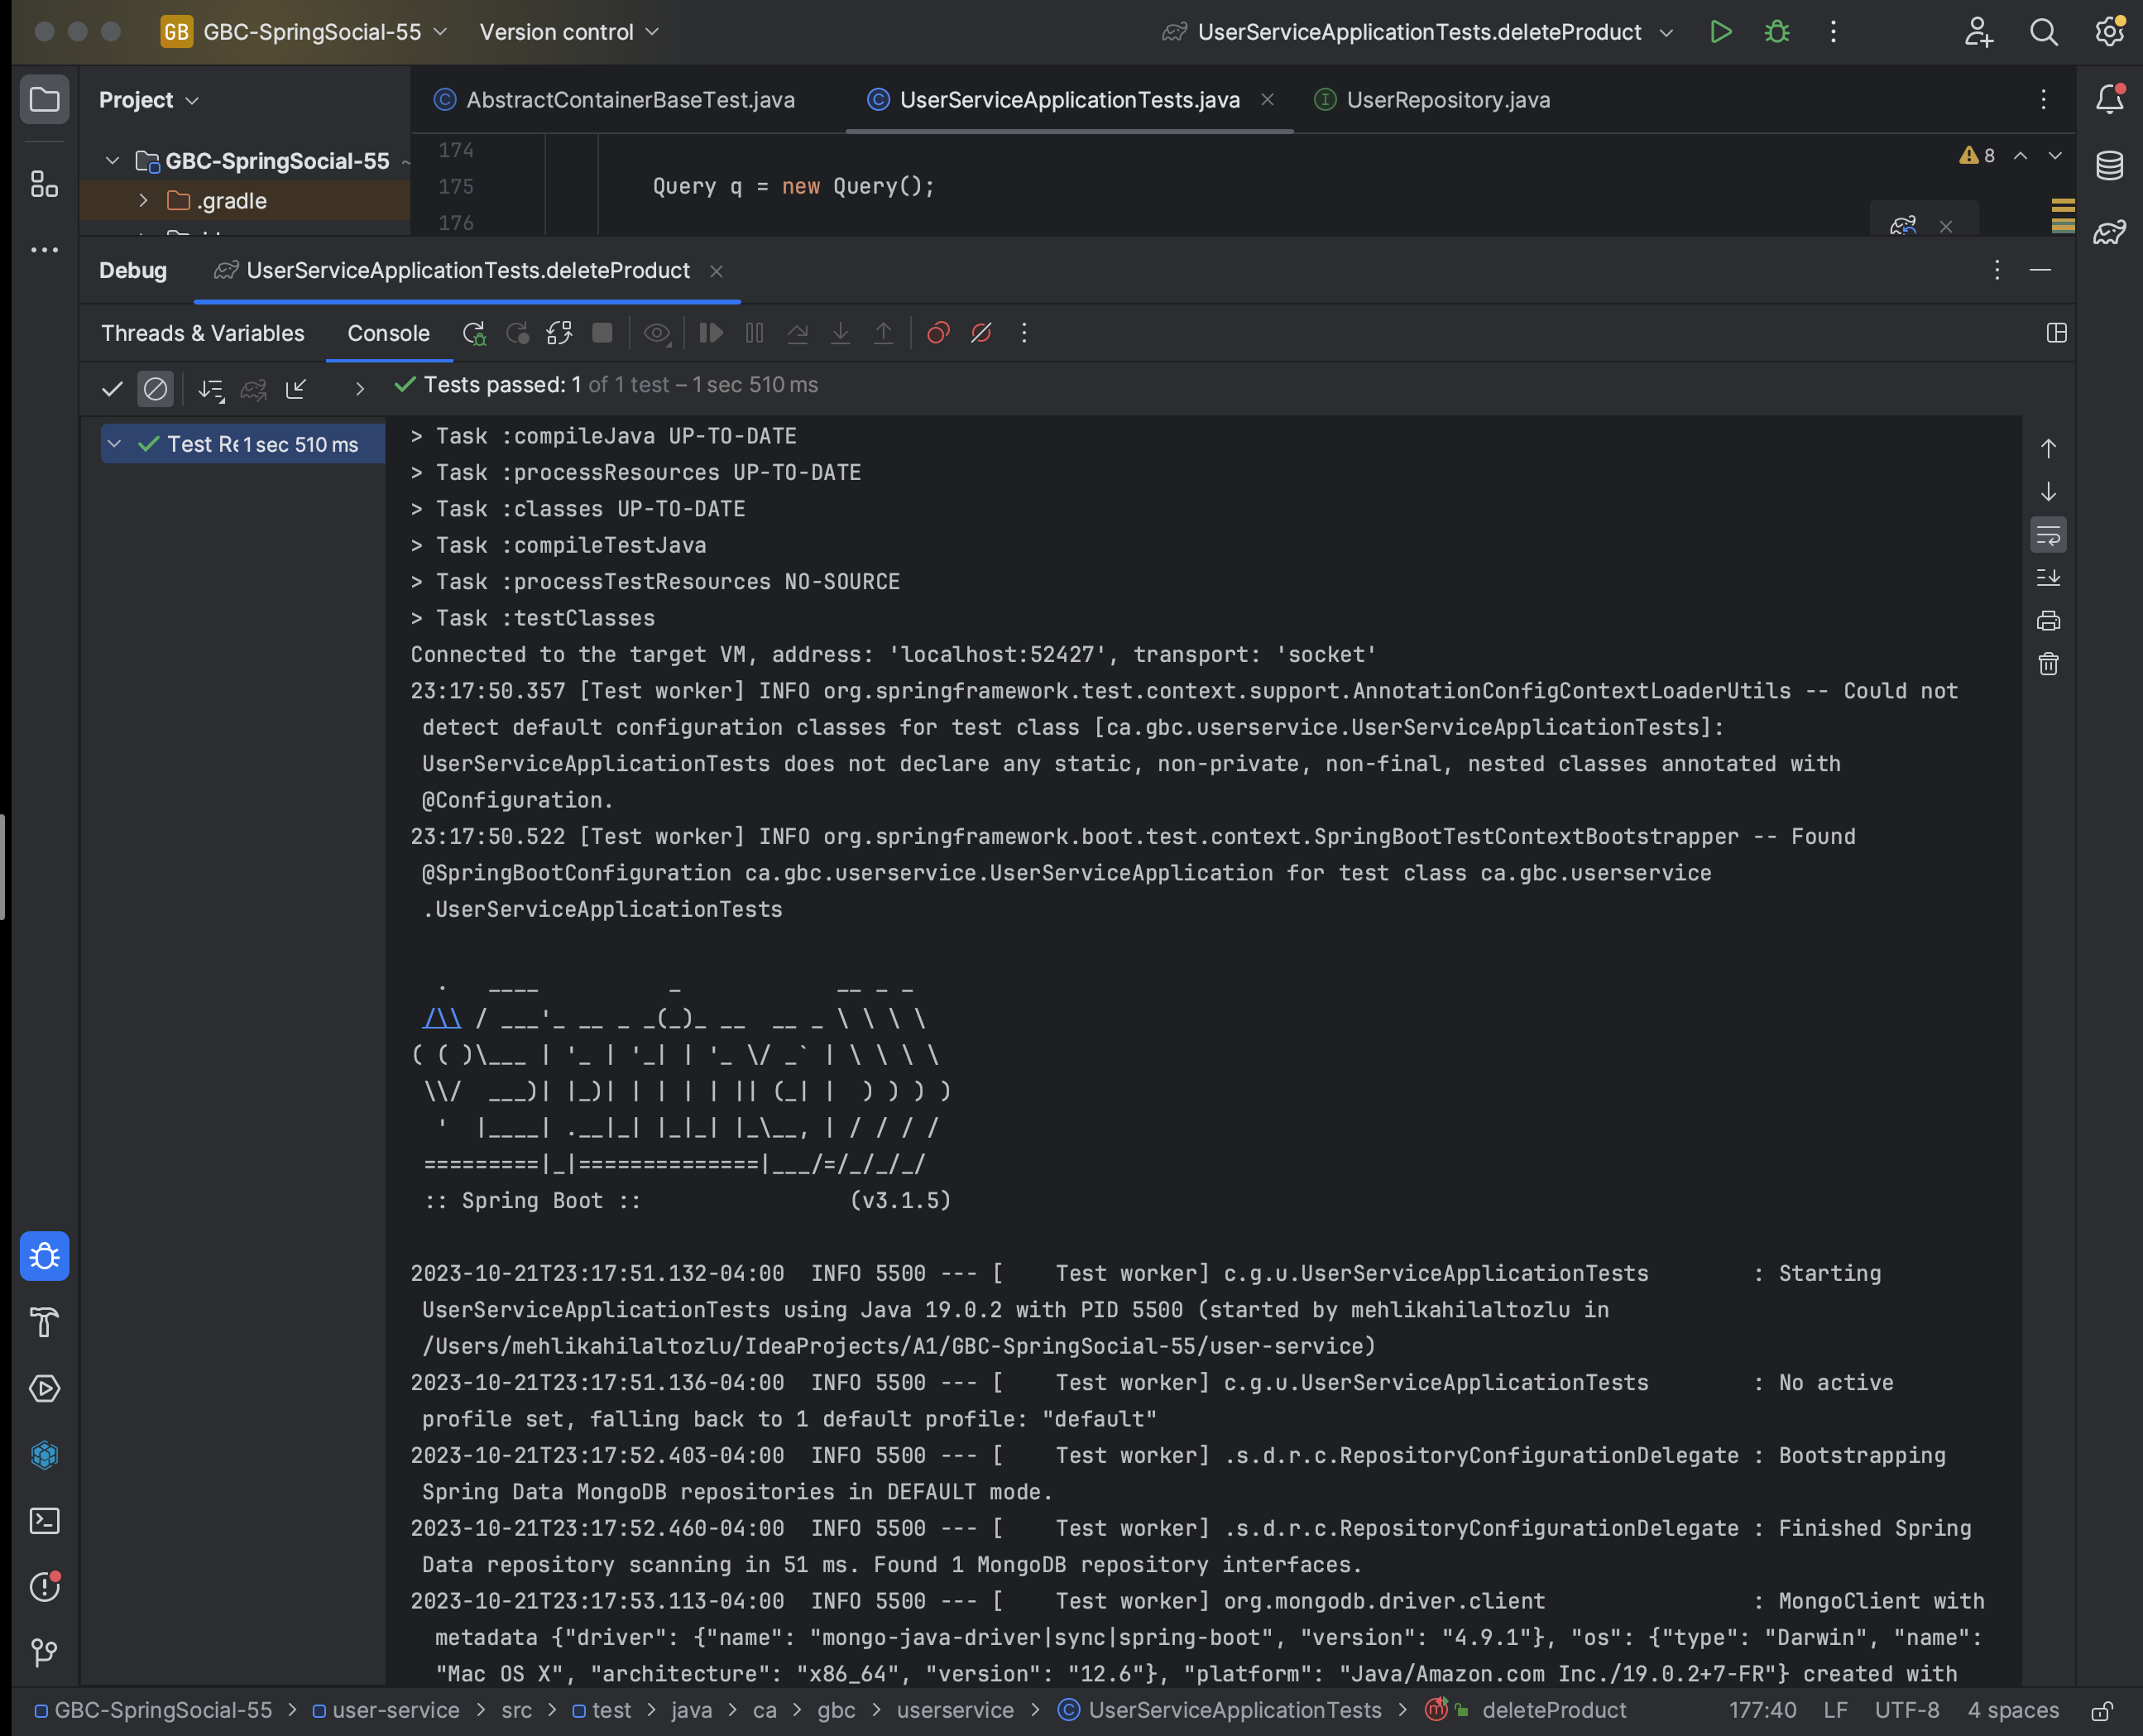 GB GBC-SpringSocial-55 Version control UserServiceApplicationTests.deleteProduct
Project
AbstractContainerBaseTest.java UserServiceApplicationTests.java UserRepository.java
GBC-SpringSocial-55 ~
.gradle
174
175 Query q = new Query();
176
8
Debug UserServiceApplicationTests.deleteProduct
Threads & Variables Console
Tests passed: 1 of 1 test – 1 sec 510 ms
Test Re 1 sec 510 ms
> Task :compileJava UP-TO-DATE
> Task :processResources UP-TO-DATE
> Task :classes UP-TO-DATE
> Task :compileTestJava
> Task :processTestResources NO-SOURCE
> Task :testClasses
Connected to the target VM, address: 'localhost:52427', transport: 'socket'
23:17:50.357 [Test worker] INFO org.springframework.test.context.support.AnnotationConfigContextLoaderUtils -- Could not
detect default configuration classes for test class [ca.gbc.userservice.UserServiceApplicationTests]:
UserServiceApplicationTests does not declare any static, non-private, non-final, nested classes annotated with
@Configuration.
23:17:50.522 [Test worker] INFO org.springframework.boot.test.context.SpringBootTestContextBootstrapper -- Found
@SpringBootConfiguration ca.gbc.userservice.UserServiceApplication for test class ca.gbc.userservice
.UserServiceApplicationTests
  .   ____          _            __ _ _
 /\\ / ___'_ __ _ _(_)_ __  __ _ \ \ \ \
( ( )\___ | '_ | '_| | '_ \/ _` | \ \ \ \
 \\/  ___)| |_)| | | | | || (_| |  ) ) ) )
  '  |____| .__|_| |_|_| |_\__, | / / / /
 =========|_|==============|___/=/_/_/_/
 :: Spring Boot ::                (v3.1.5)
2023-10-21T23:17:51.132-04:00  INFO 5500 --- [    Test worker] c.g.u.UserServiceApplicationTests        : Starting
UserServiceApplicationTests using Java 19.0.2 with PID 5500 (started by mehlikahilaltozlu in
/Users/mehlikahilaltozlu/IdeaProjects/A1/GBC-SpringSocial-55/user-service)
2023-10-21T23:17:51.136-04:00  INFO 5500 --- [    Test worker] c.g.u.UserServiceApplicationTests        : No active
profile set, falling back to 1 default profile: "default"
2023-10-21T23:17:52.403-04:00  INFO 5500 --- [    Test worker] .s.d.r.c.RepositoryConfigurationDelegate : Bootstrapping
Spring Data MongoDB repositories in DEFAULT mode.
2023-10-21T23:17:52.460-04:00  INFO 5500 --- [    Test worker] .s.d.r.c.RepositoryConfigurationDelegate : Finished Spring
Data repository scanning in 51 ms. Found 1 MongoDB repository interfaces.
2023-10-21T23:17:53.113-04:00  INFO 5500 --- [    Test worker] org.mongodb.driver.client                : MongoClient with
metadata {"driver": {"name": "mongo-java-driver|sync|spring-boot", "version": "4.9.1"}, "os": {"type": "Darwin", "name":
"Mac OS X", "architecture": "x86_64", "version": "12.6"}, "platform": "Java/Amazon.com Inc./19.0.2+7-FR"} created with
GBC-SpringSocial-55 > user-service > src > test > java > ca > gbc > userservice > UserServiceApplicationTests > deleteProduct 177:40 LF UTF-8 4 spaces